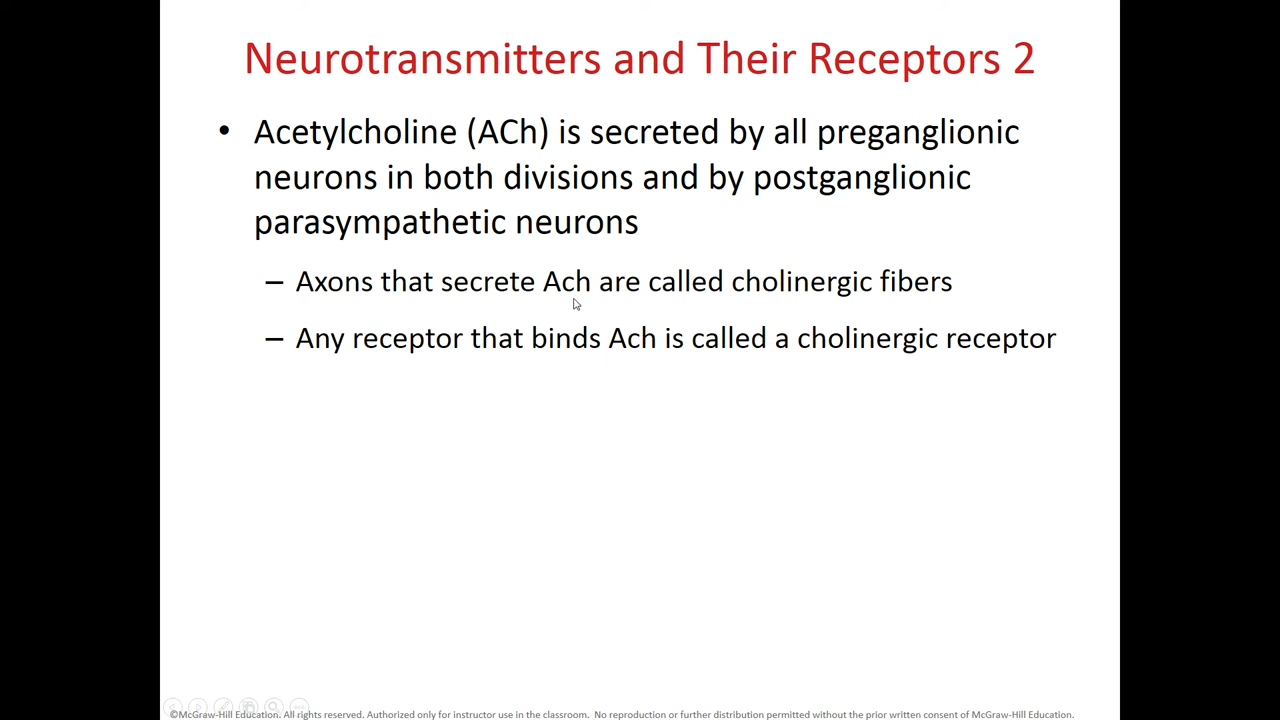 Neurotransmitters and Their Receptors 2
• Acetylcholine (ACh) is secreted by all preganglionic
neurons in both divisions and by postganglionic
parasympathetic neurons
– Axons that secrete Ach are called cholinergic fibers
– Any receptor that binds Ach is called a cholinergic receptor
©McGraw-Hill Education. All rights reserved. Authorized only for instructor use in the classroom. No reproduction or further distribution permitted without the prior written consent of McGraw-Hill Education.